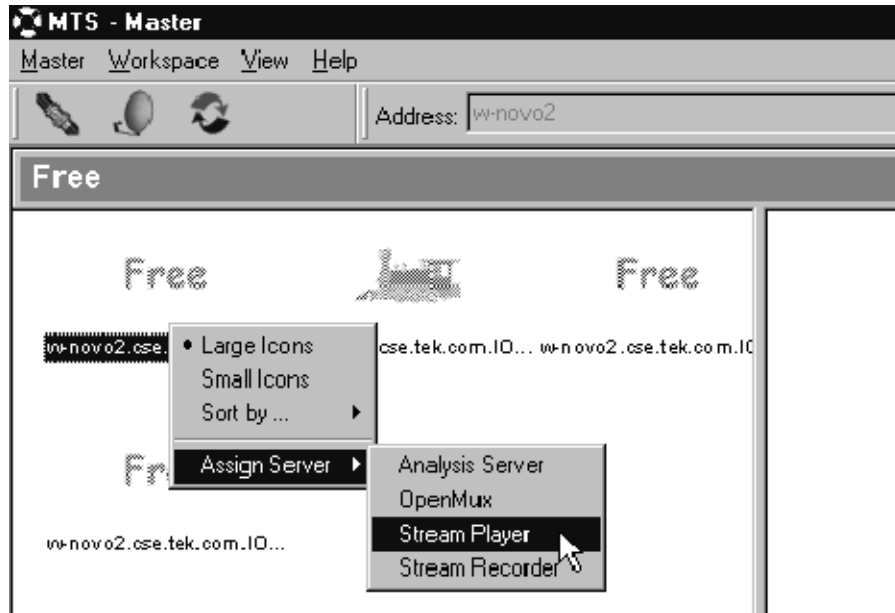 MTS - Master
Master Workspace View Help
Address: w-novo2
Free
Free Free
w-novo2.cse. cse.tek.com.IO... w-novo2.cse.tek.com.IO
• Large Icons
Small Icons
Sort by ...
Assign Server
Fr
Analysis Server
OpenMux
Stream Player
Stream Recorder
w-novo2.cse.tek.com.IO...